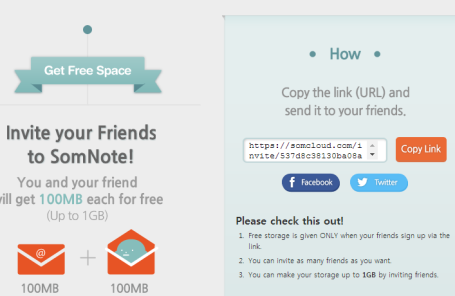 Get Free Space
Invite your Friends
to SomNote!
You and your friend
will get 100MB each for free
(Up to 1GB)
@
100MB
+
100MB
How
Copy the link (URL) and
send it to your friends.
https://somcloud.com/i
nvite/537d8c38130ba08a
Copy Link
f Facebook
Twitter
Please check this out!
1. Free storage is given ONLY when your friends sign up via the
link.
2. You can invite as many friends as you want.
3. You can make your storage up to 1GB by inviting friends.